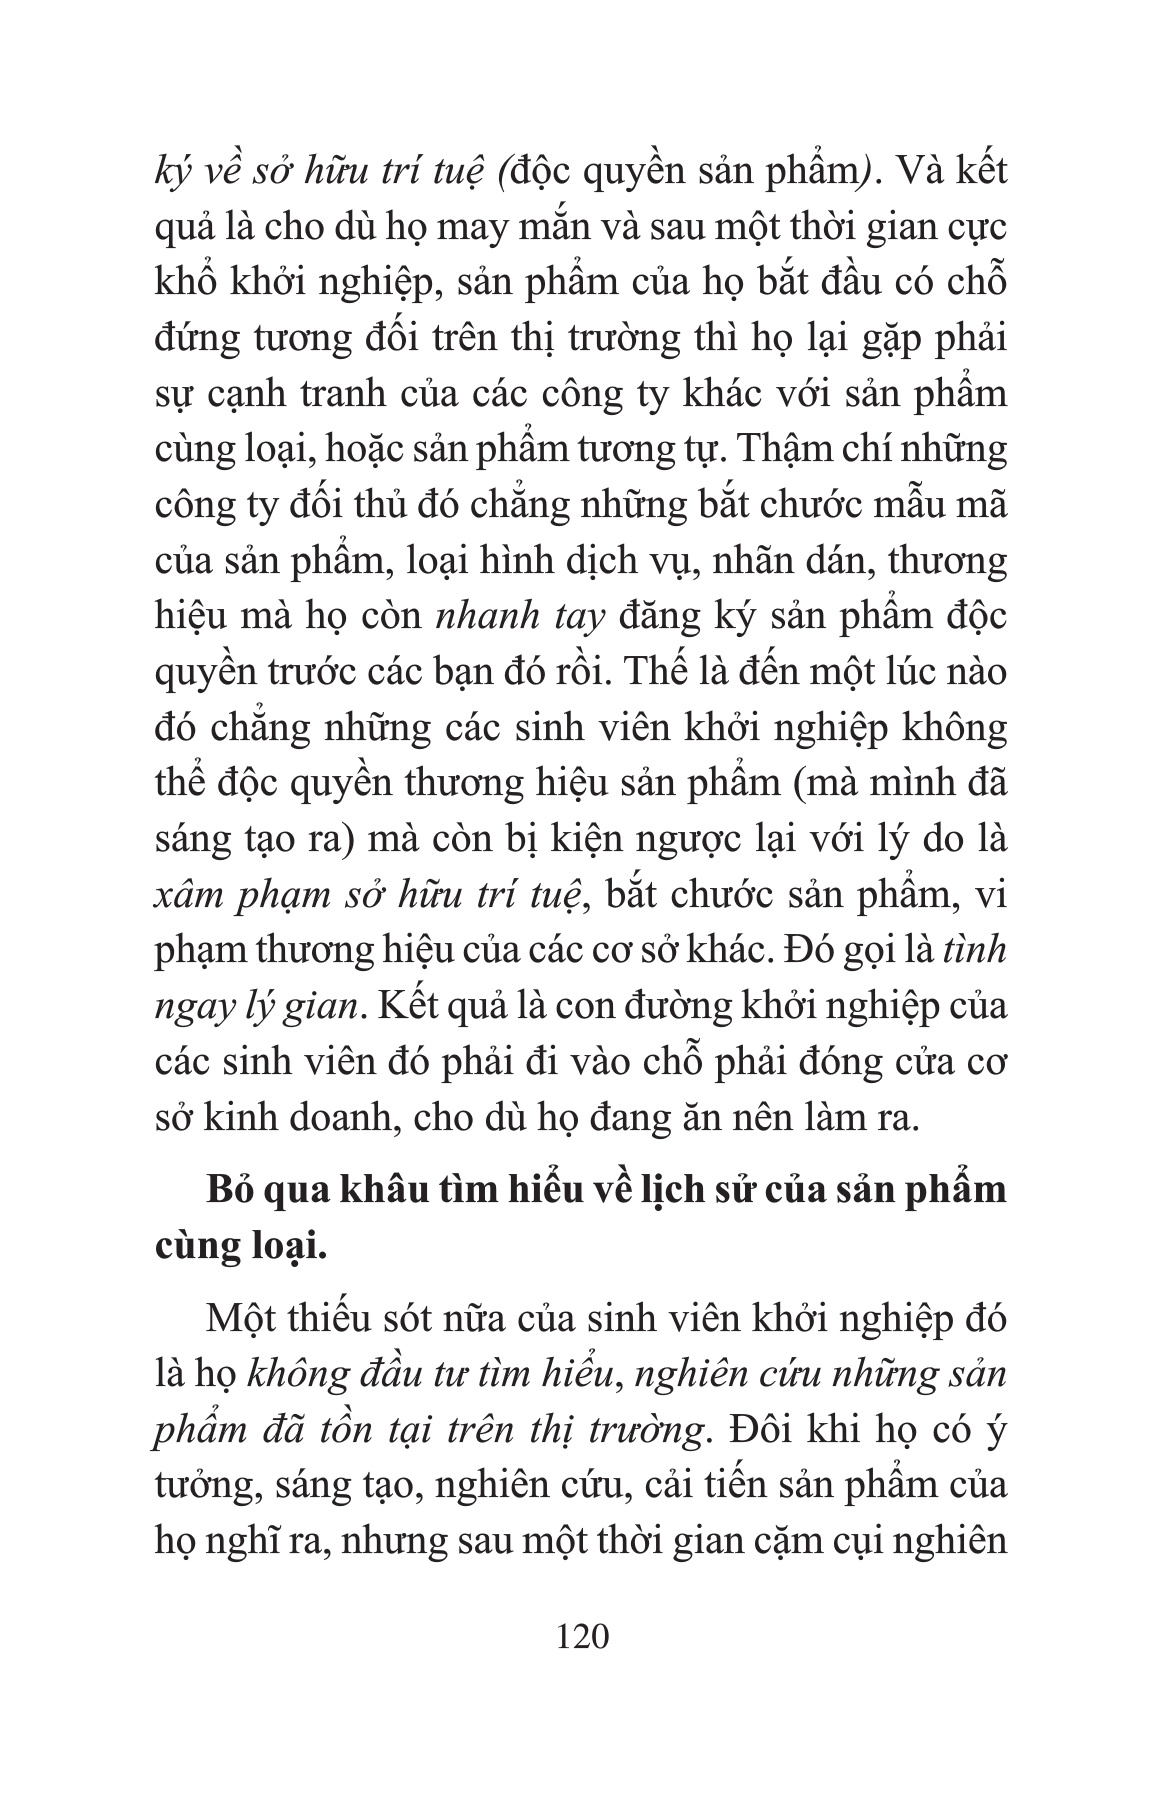 ký về sở hữu trí tuệ (độc quyền sản phẩm). Và kết
quả là cho dù họ may mắn và sau một thời gian cực
khổ khởi nghiệp, sản phẩm của họ bắt đầu có chỗ
đứng tương đối trên thị trường thì họ lại gặp phải
sự cạnh tranh của các công ty khác với sản phẩm
cùng loại, hoặc sản phẩm tương tự. Thậm chí những
công ty đối thủ đó chẳng những bắt chước mẫu mã
của sản phẩm, loại hình dịch vụ, nhãn dán, thương
hiệu mà họ còn nhanh tay đăng ký sản phẩm độc
quyền trước các bạn đó rồi. Thế là đến một lúc nào
đó chẳng những các sinh viên khởi nghiệp không
thể độc quyền thương hiệu sản phẩm (mà mình đã
sáng tạo ra) mà còn bị kiện ngược lại với lý do là
xâm phạm sở hữu trí tuệ, bắt chước sản phẩm, vi
phạm thương hiệu của các cơ sở khác. Đó gọi là tình
ngay lý gian. Kết quả là con đường khởi nghiệp của
các sinh viên đó phải đi vào chỗ phải đóng cửa cơ
sở kinh doanh, cho dù họ đang ăn nên làm ra.
Bỏ qua khâu tìm hiểu về lịch sử của sản phẩm
cùng loại.
Một thiếu sót nữa của sinh viên khởi nghiệp đó
là họ không đầu tư tìm hiểu, nghiên cứu những sản
phẩm đã tồn tại trên thị trường. Đôi khi họ có ý
tưởng, sáng tạo, nghiên cứu, cải tiến sản phẩm của
họ nghĩ ra, nhưng sau một thời gian cặm cụi nghiên
120